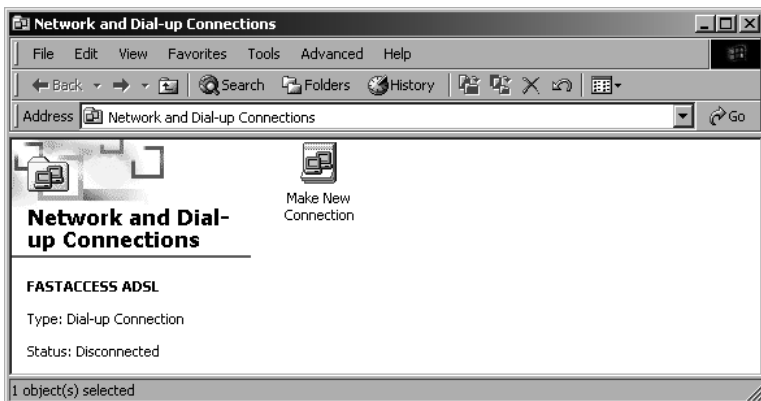 Network and Dial-up Connections
File Edit View Favorites Tools Advanced Help
Back Search Folders History
Address Network and Dial-up Connections Go
Make New
Connection
Network and Dial-
up Connections
FASTACCESS ADSL
Type: Dial-up Connection
Status: Disconnected
1 object(s) selected